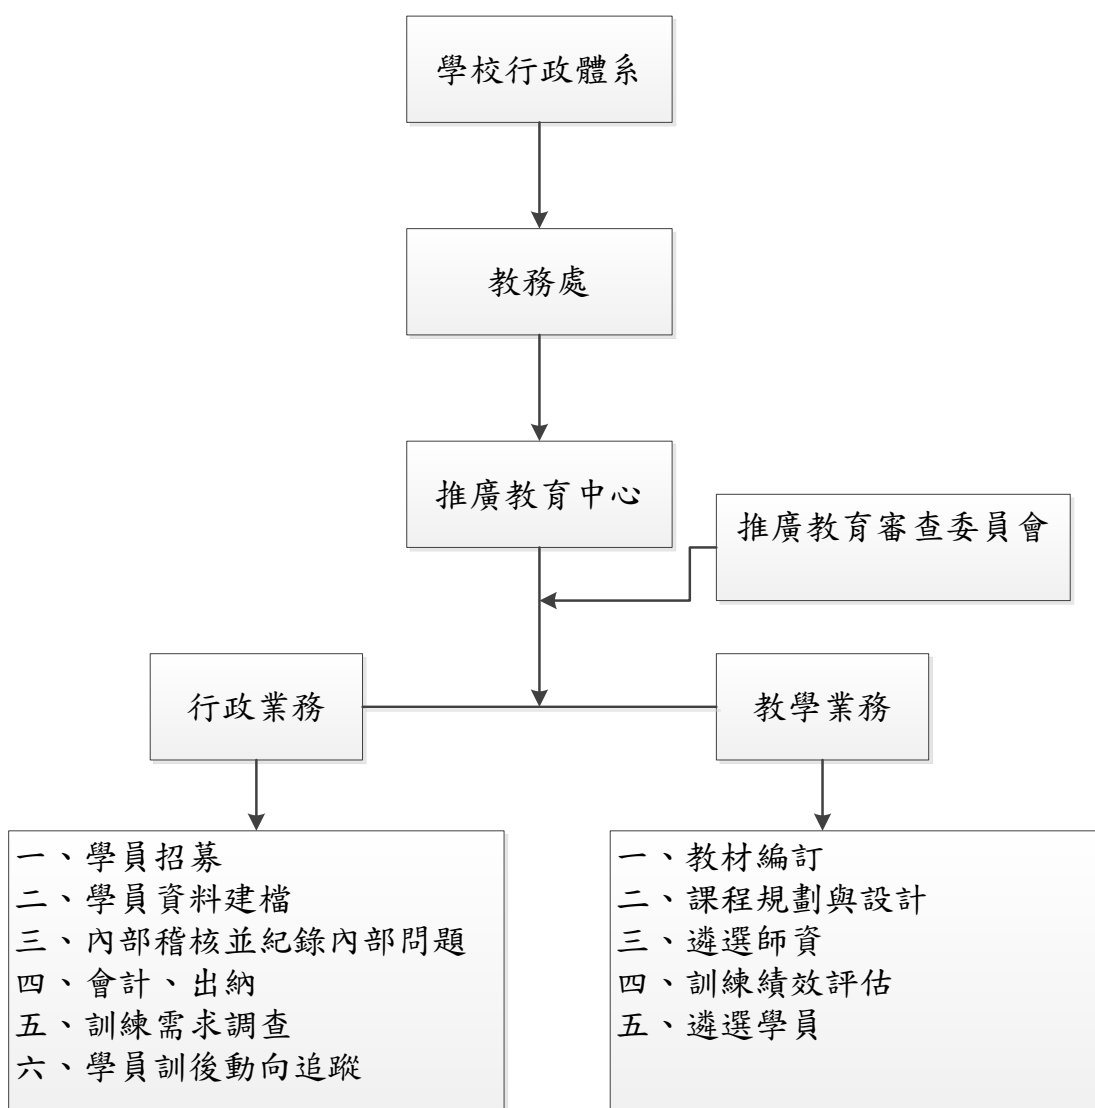 學校行政體系
教務處
推廣教育中心
推廣教育審查委員會
行政業務
教學業務
一、學員招募
二、學員資料建檔
三、內部稽核並紀錄內部問題
四、會計、出納
五、訓練需求調查
六、學員訓後動向追蹤
一、教材編訂
二、課程規劃與設計
三、遴選師資
四、訓練績效評估
五、遴選學員